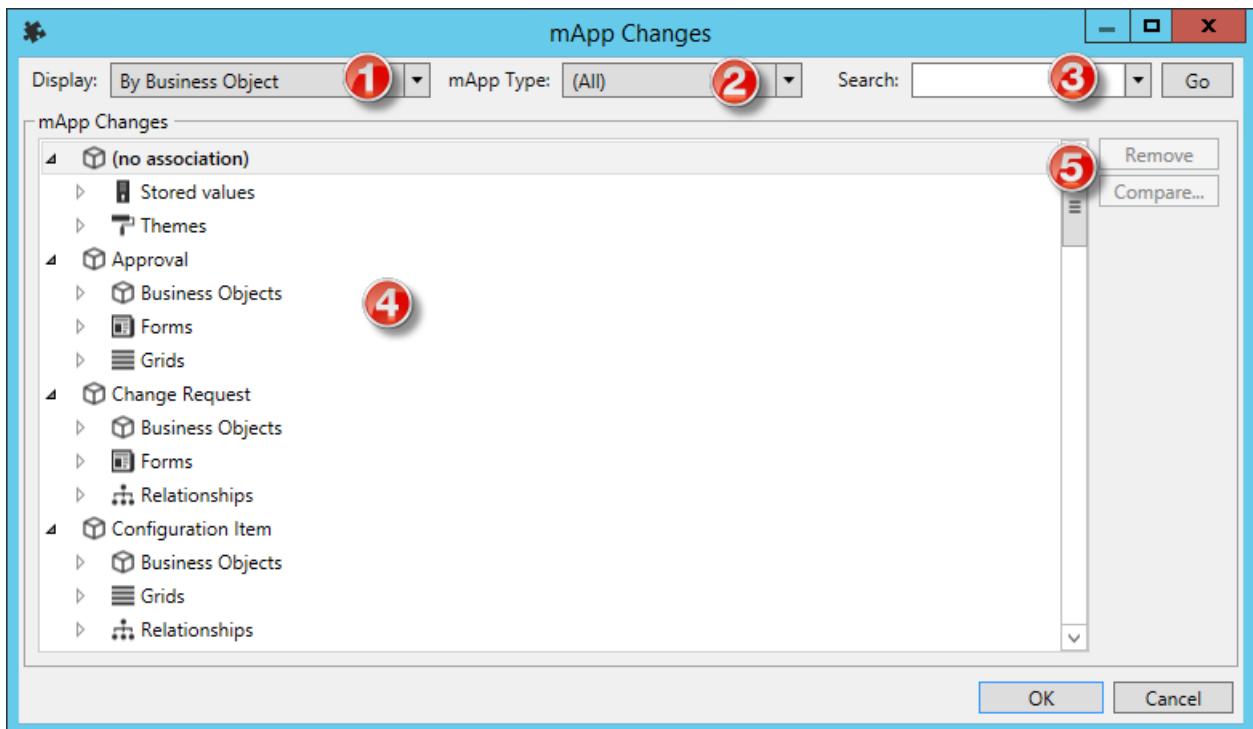 mApp Changes
Display: By Business Object 1 mApp Type: (All) 2 Search: 3 Go
mApp Changes
(no association) 5 Remove
Stored values Compare...
Themes
Approval
Business Objects 4
Forms
Grids
Change Request
Business Objects
Forms
Relationships
Configuration Item
Business Objects
Grids
Relationships
OK Cancel